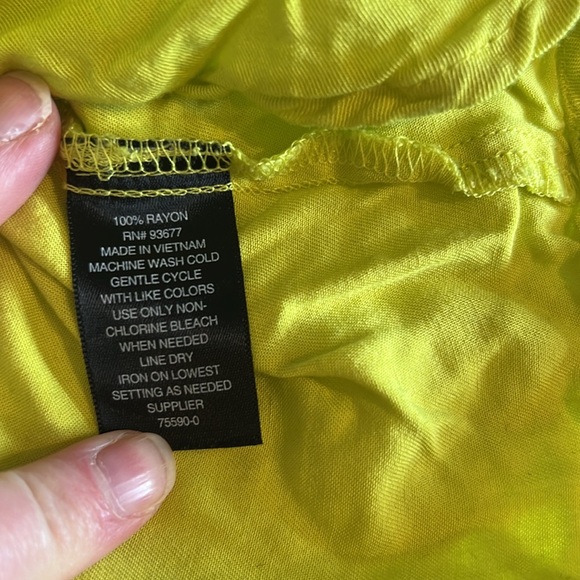 100% RAYON
RN# 93677
MADE IN VIETNAM
MACHINE WASH COLD
GENTLE CYCLE
WITH LIKE COLORS
USE ONLY NON-
CHLORINE BLEACH
WHEN NEEDED
LINE DRY
IRON ON LOWEST
SETTING AS NEEDED
SUPPLIER
75590-0